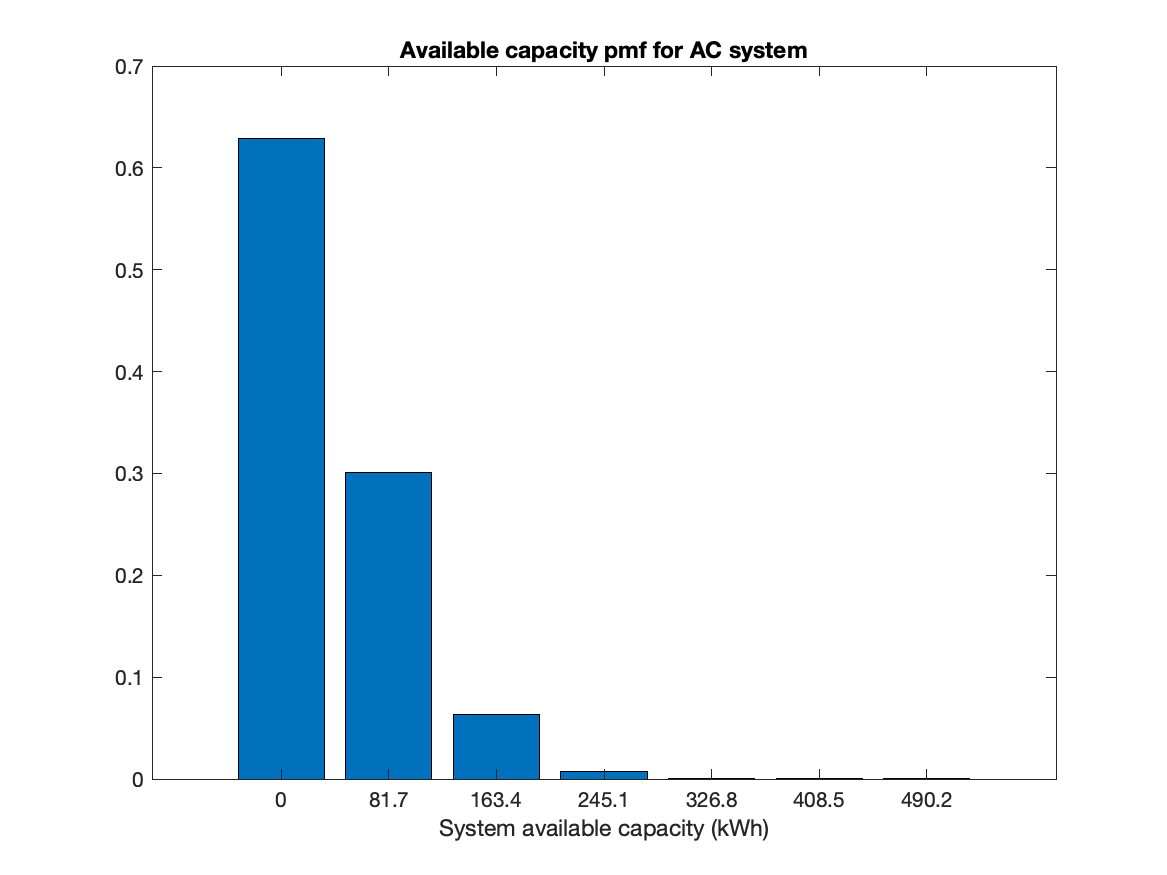 Available capacity pmf for AC system
0.7
0.6
0.5
0.4
0.3
0.2
0.1
0
0 81.7 163.4 245.1 326.8 408.5 490.2
System available capacity (kWh)